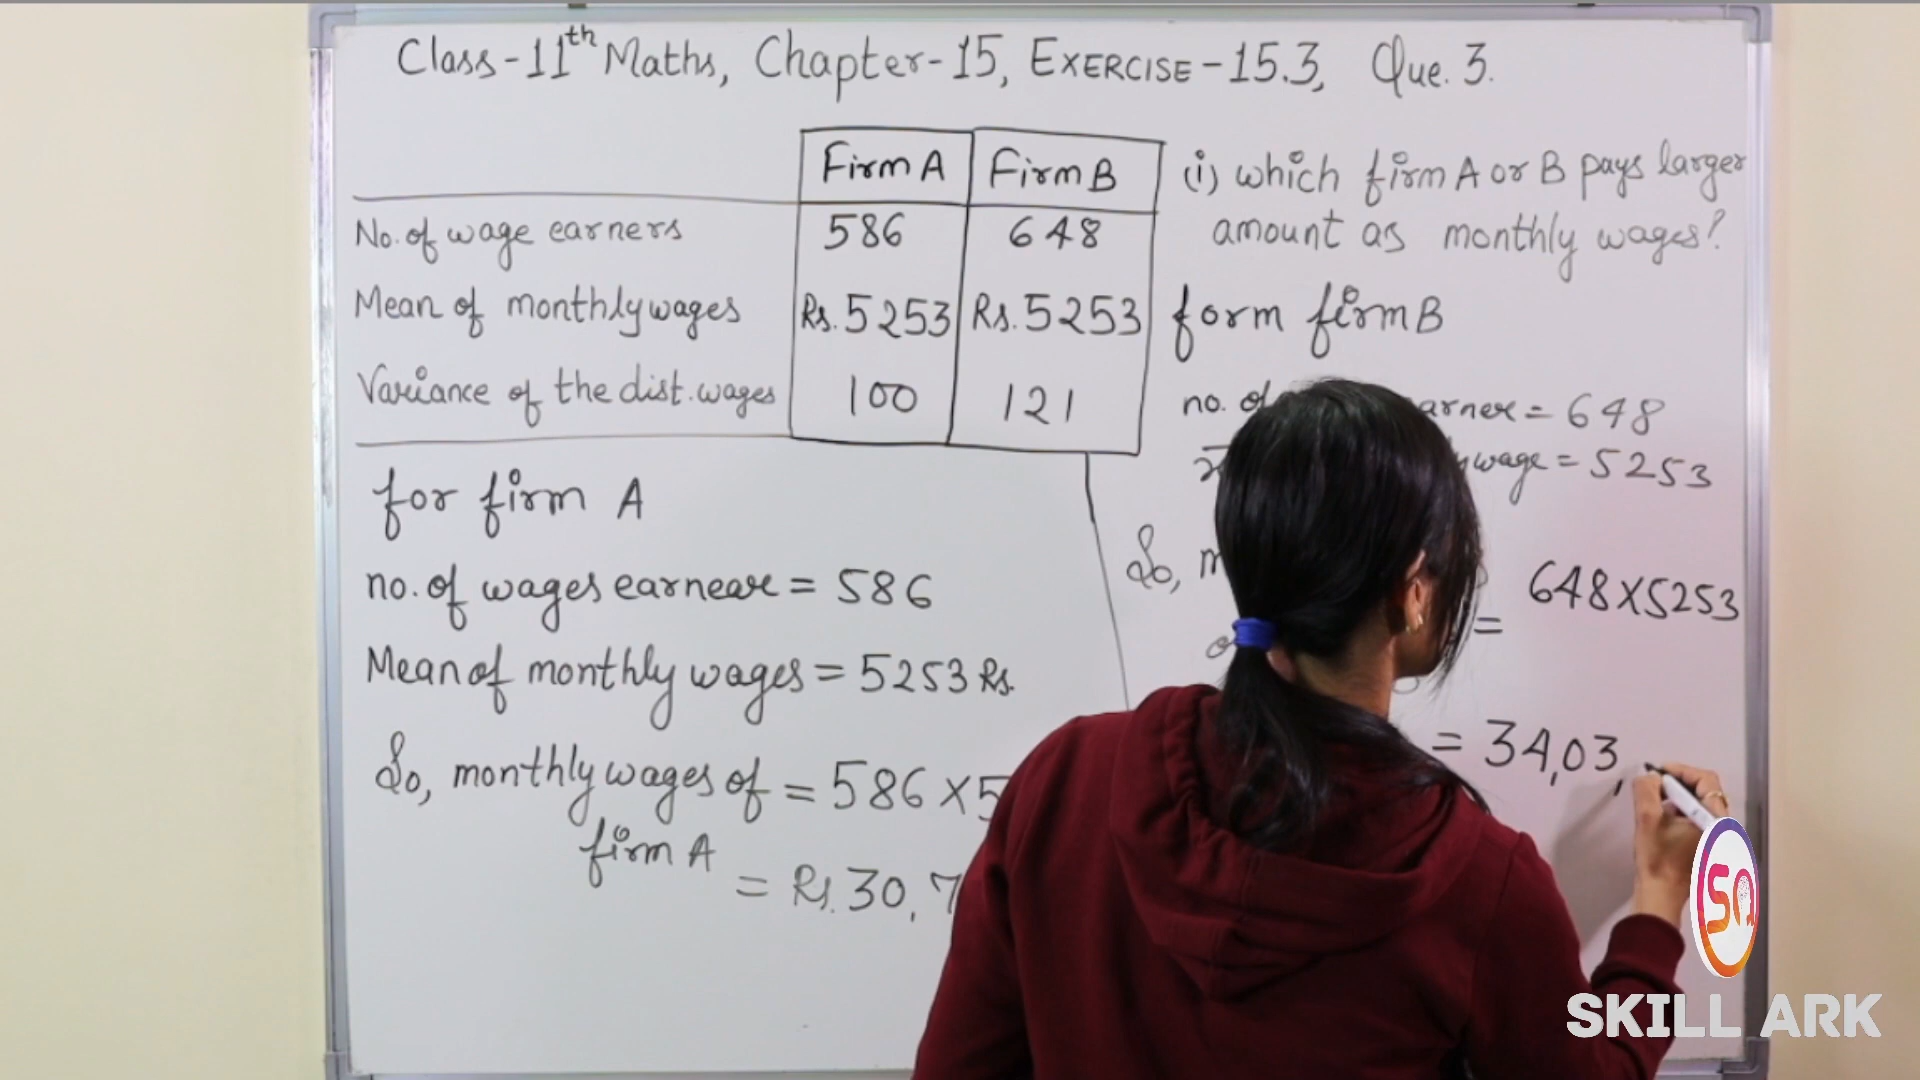 Class-11th Maths, Chapter-15, EXERCISE-15.3, Que. 3.
Firm A Firm B
No. of wage earners 586 648
Mean of monthly wages Rs.5253 Rs.5253
Variance of the dist. wages 100 121
for firm A
no. of wages earneare = 586
Mean of monthly wages = 5253 Rs.
So, monthly wages of = 586 X 5
firm A
= Rs. 30,7
(i) which firm A or B pays larger
amount as monthly wages?
form firm B
no. of = 648
wage = 5253
So,
= 648X5253
= 34,03,
SKILL ARK